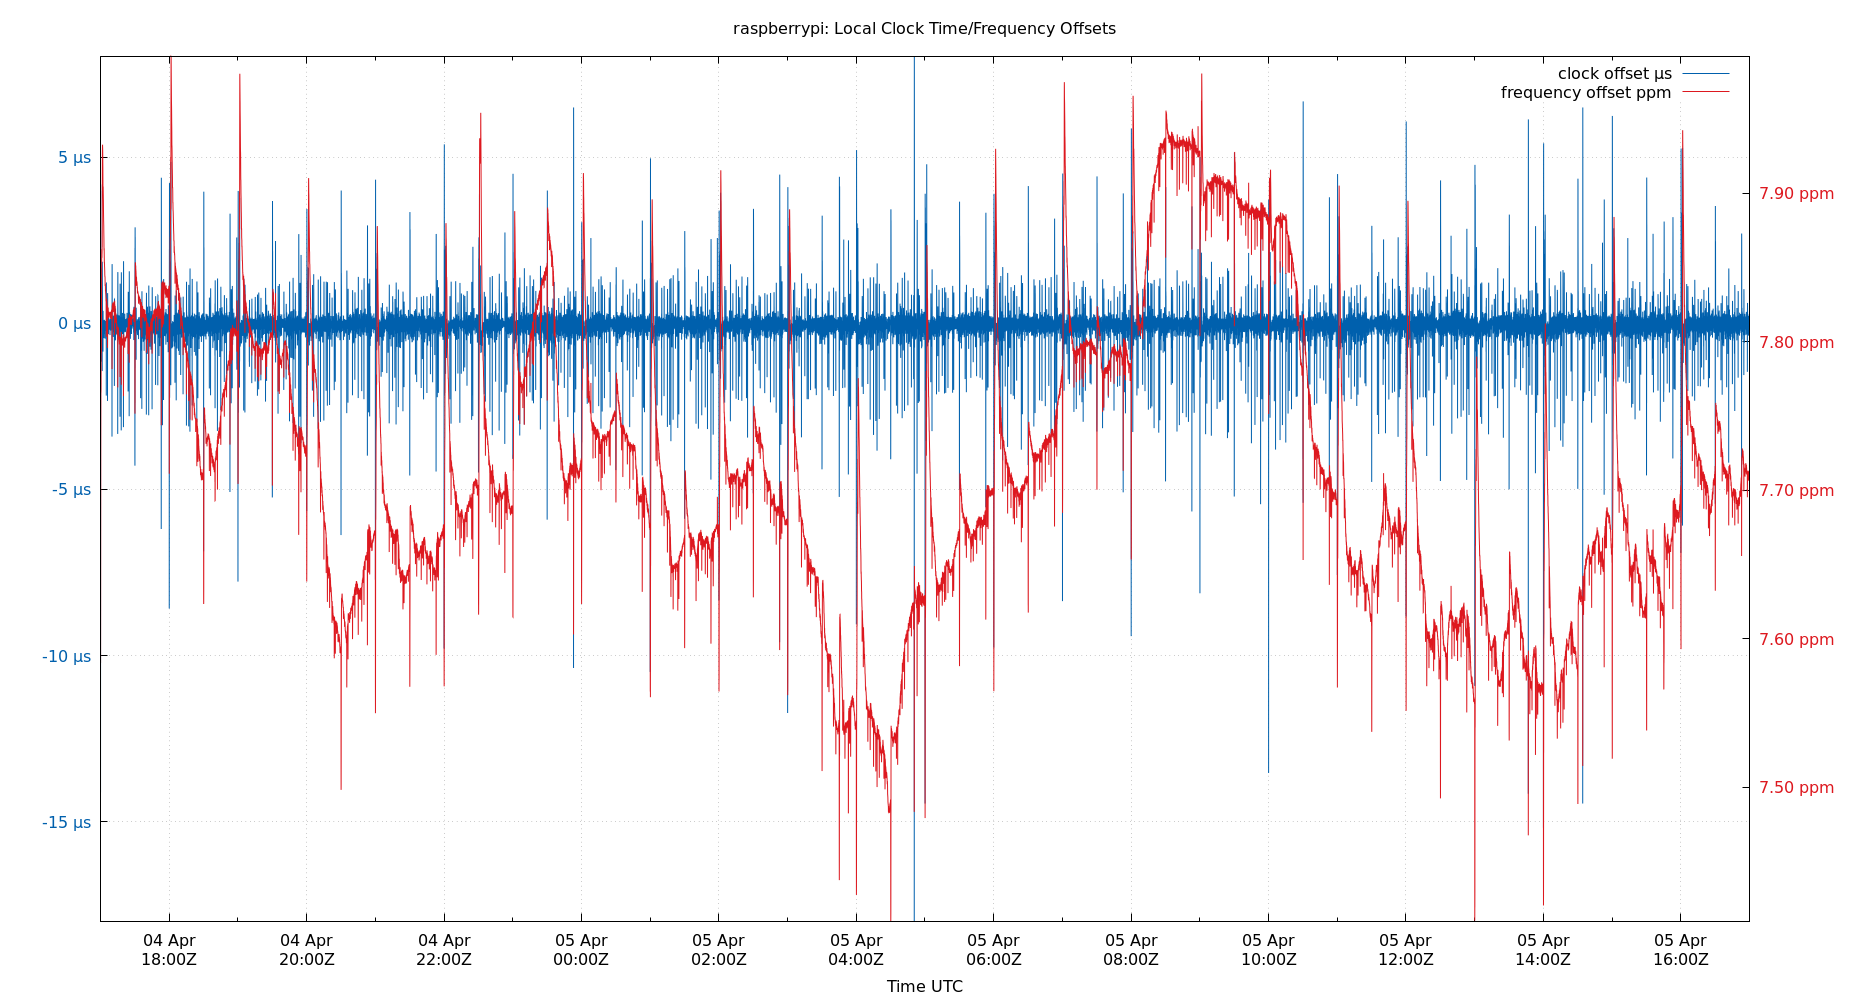 raspberrypi: Local Clock Time/Frequency Offsets
clock offset µs
frequency offset ppm
5 µs
0 µs
-5 µs
-10 µs
-15 µs
7.90 ppm
7.80 ppm
7.70 ppm
7.60 ppm
7.50 ppm
04 Apr
18:00Z
04 Apr
20:00Z
04 Apr
22:00Z
05 Apr
00:00Z
05 Apr
02:00Z
05 Apr
04:00Z
05 Apr
06:00Z
05 Apr
08:00Z
05 Apr
10:00Z
05 Apr
12:00Z
05 Apr
14:00Z
05 Apr
16:00Z
Time UTC